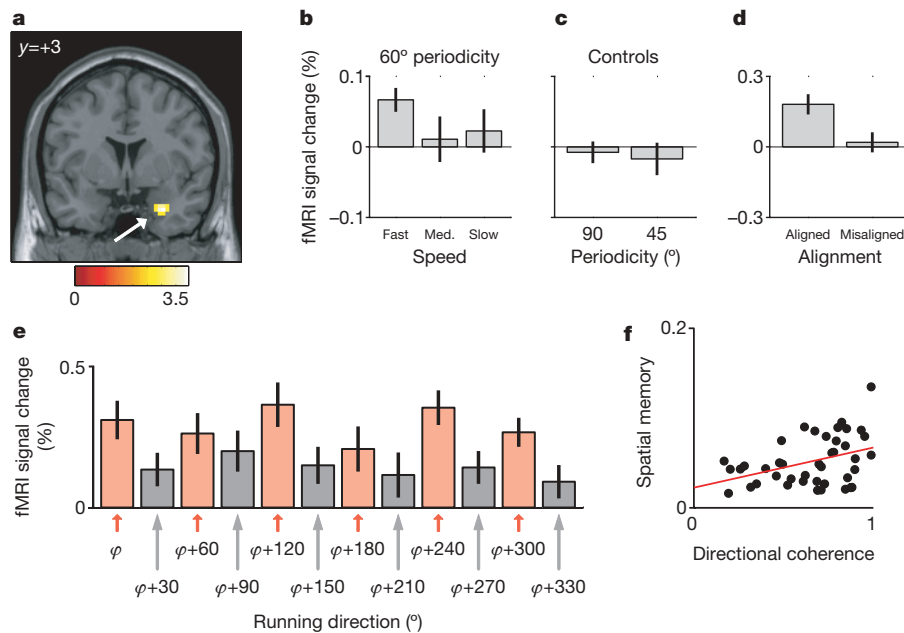 a
y=+3
0 3.5
b
60º periodicity
fMRI signal change (%)
0.1
0
–0.1
Fast Med. Slow
Speed
c
Controls
90 45
Periodicity (º)
d
0.3
0
–0.3
Aligned Misaligned
Alignment
e
fMRI signal change
(%)
0.5
0
φ φ+60 φ+120 φ+180 φ+240 φ+300
φ+30 φ+90 φ+150 φ+210 φ+270 φ+330
Running direction (º)
f
Spatial memory
0.2
0
0 1
Directional coherence